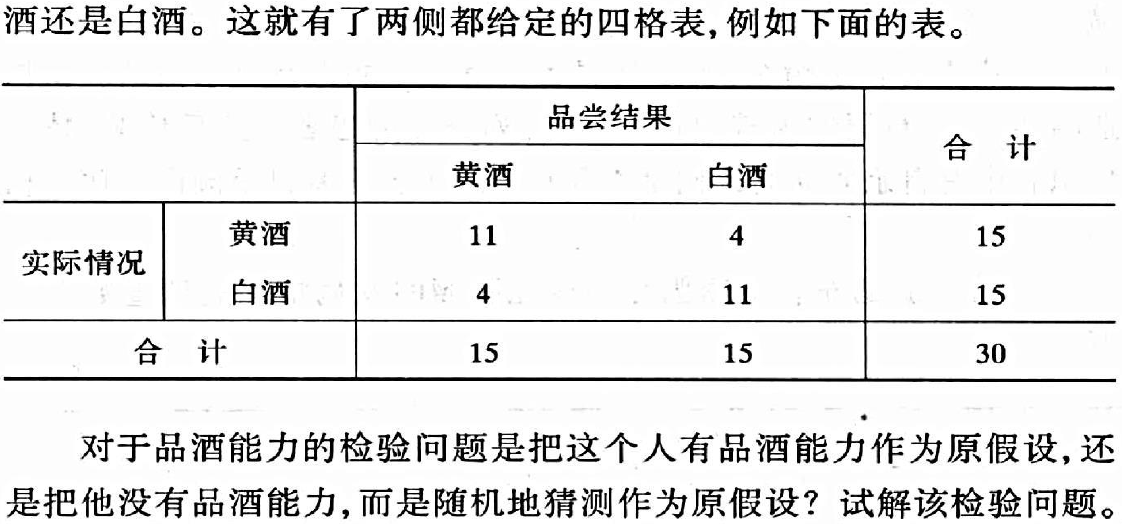 酒还是白酒。这就有了两侧都给定的四格表,例如下面的表。
品尝结果 合 计
黄酒 白酒
实际情况 黄酒 11 4 15
白酒 4 11 15
合 计 15 15 30
对于品酒能力的检验问题是把这个人有品酒能力作为原假设,还
是把他没有品酒能力,而是随机地猜测作为原假设? 试解该检验问题。